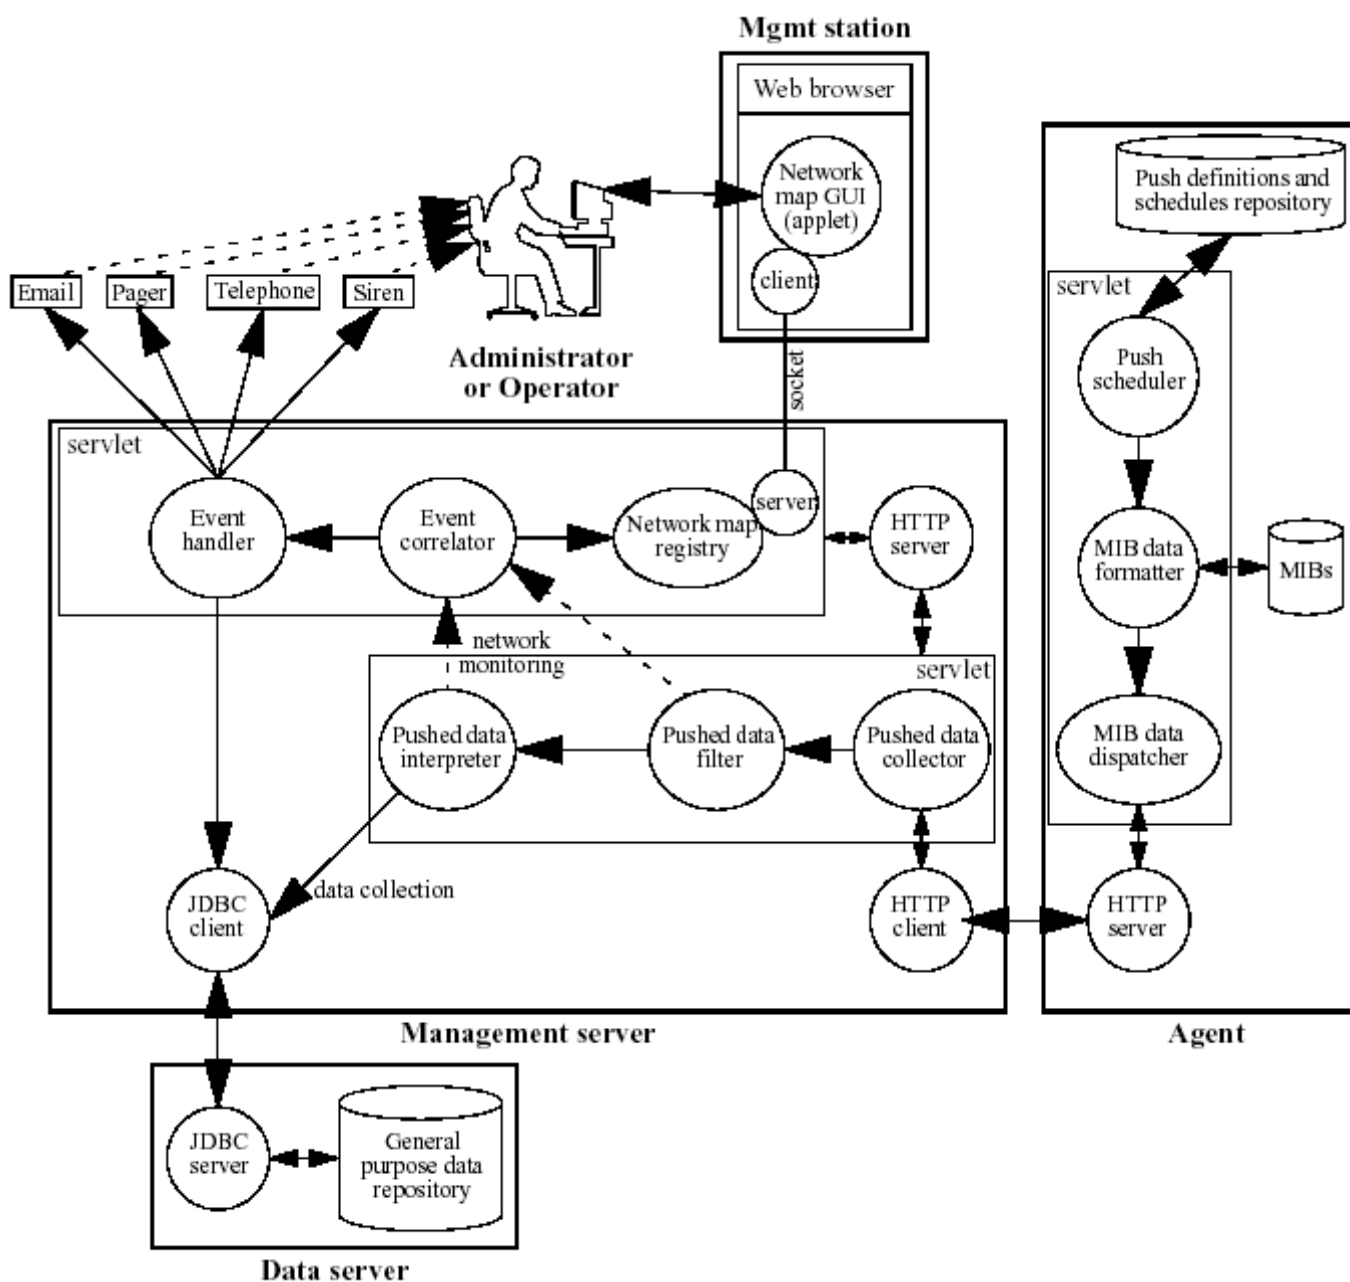 Mgmt station
Web browser
Network
map GUI
(applet)
client
socket
Push definitions and
schedules repository
servlet
Push
scheduler
MIB data
formatter
MIBs
MIB data
dispatcher
HTTP
server
Agent
Email
Pager
Telephone
Siren
Administrator
or Operator
servlet
Event
handler
Event
correlator
Network map
registry
server
HTTP
server
network
monitoring
servlet
Pushed data
interpreter
Pushed data
filter
Pushed data
collector
data collection
JDBC
client
HTTP
client
Management server
JDBC
server
General
purpose data
repository
Data server